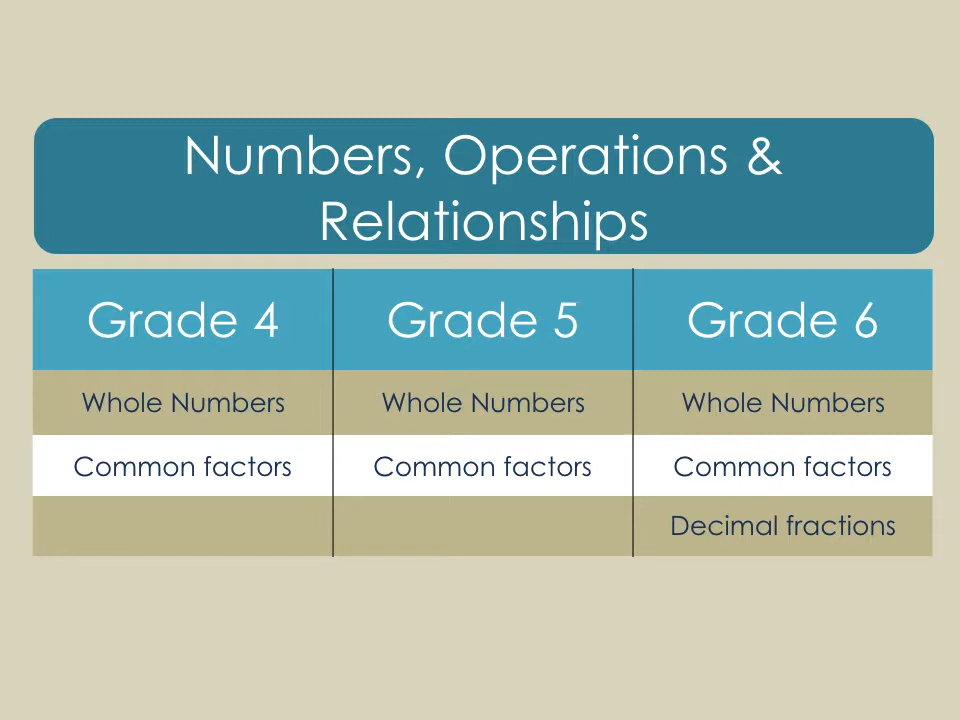 Numbers, Operations &
Relationships
Grade 4 Grade 5 Grade 6
Whole Numbers Whole Numbers Whole Numbers
Common factors Common factors Common factors
Decimal fractions